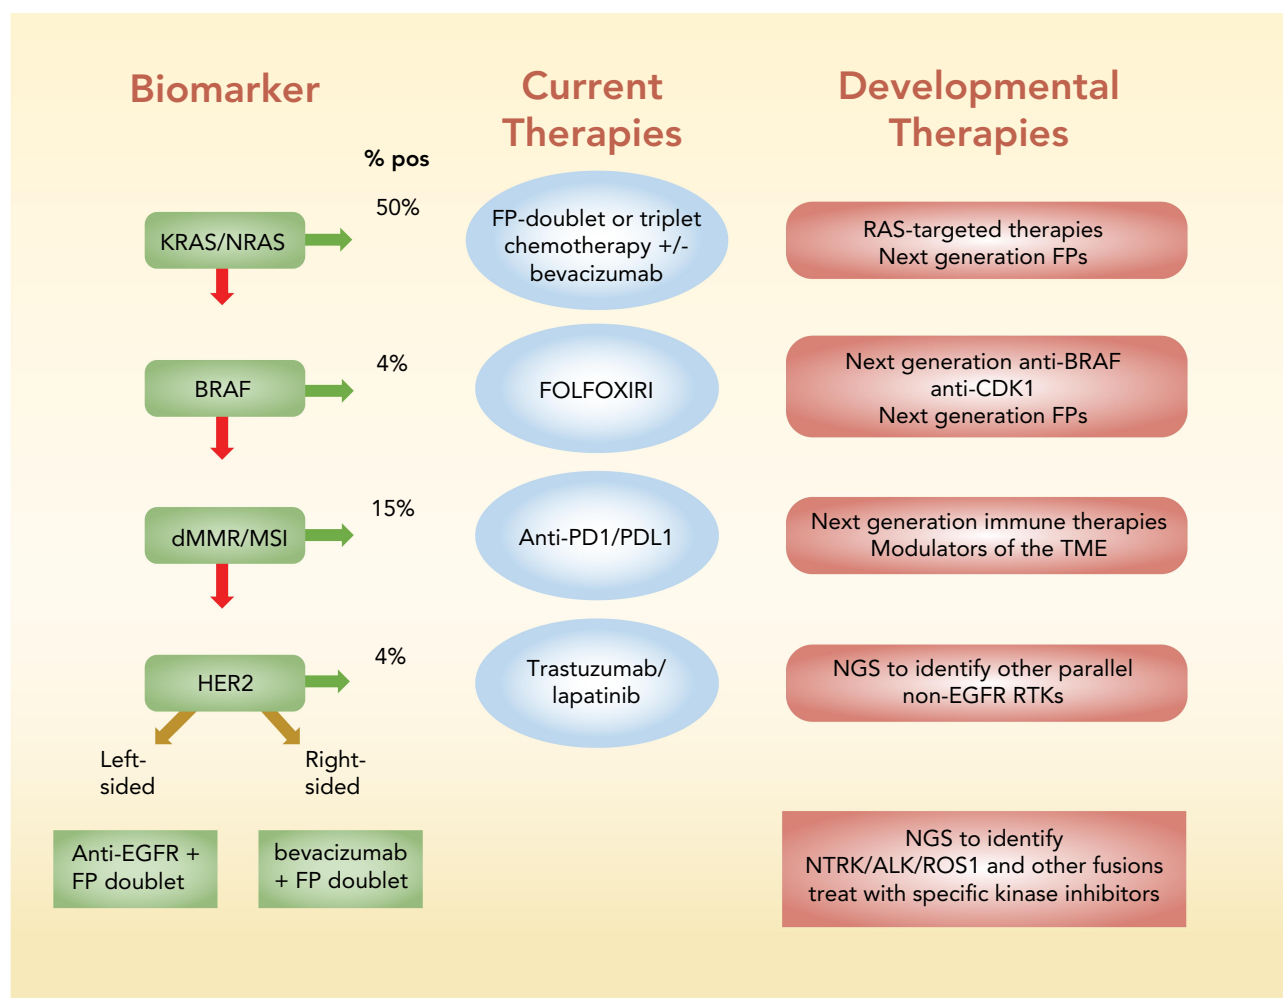 Biomarker
Current
Therapies
Developmental
Therapies
% pos
KRAS/NRAS
50%
FP-doublet or triplet
chemotherapy +/-
bevacizumab
RAS-targeted therapies
Next generation FPs
BRAF
4%
FOLFOXIRI
Next generation anti-BRAF
anti-CDK1
Next generation FPs
dMMR/MSI
15%
Anti-PD1/PDL1
Next generation immune therapies
Modulators of the TME
HER2
4%
Trastuzumab/
lapatinib
NGS to identify other parallel
non-EGFR RTKs
Left-
sided
Right-
sided
Anti-EGFR +
FP doublet
bevacizumab
+ FP doublet
NGS to identify
NTRK/ALK/ROS1 and other fusions
treat with specific kinase inhibitors